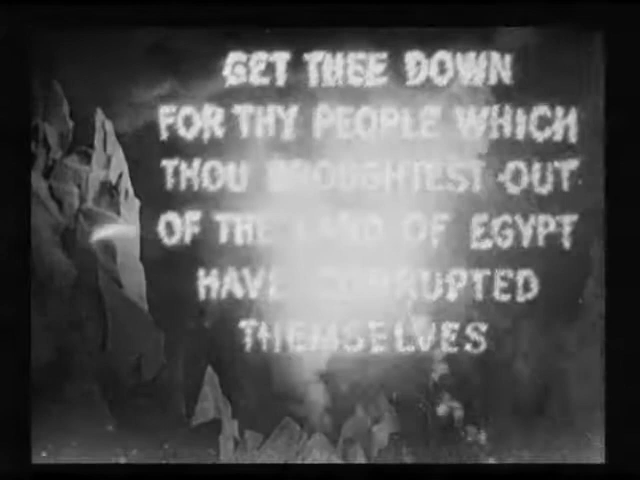 GET THEE DOWN
FOR THY PEOPLE WHICH
THOU BROUGHTEST OUT
OF THE LAND OF EGYPT
HAVE CORRUPTED
THEMSELVES